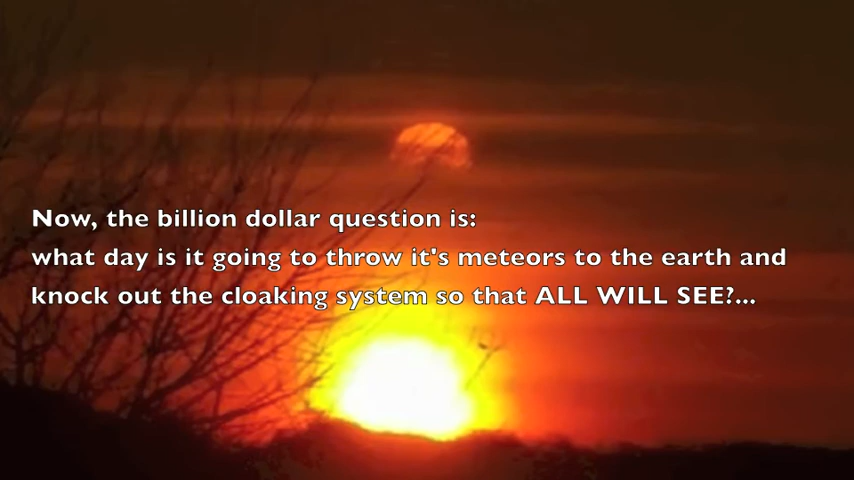 Now, the billion dollar question is:
what day is it going to throw it's meteors to the earth and
knock out the cloaking system so that ALL WILL SEE?...